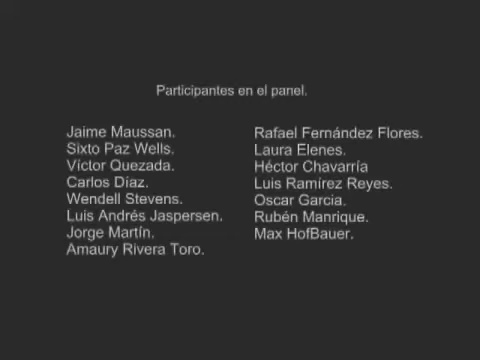 Participantes en el panel.
Jaime Maussan.
Sixto Paz Wells.
Víctor Quezada.
Carlos Díaz.
Wendell Stevens.
Luis Andrés Jaspersen.
Jorge Martín.
Amaury Rivera Toro.
Rafael Fernández Flores.
Laura Elenes.
Héctor Chavarría
Luis Ramírez Reyes.
Oscar Garcia.
Rubén Manrique.
Max HofBauer.